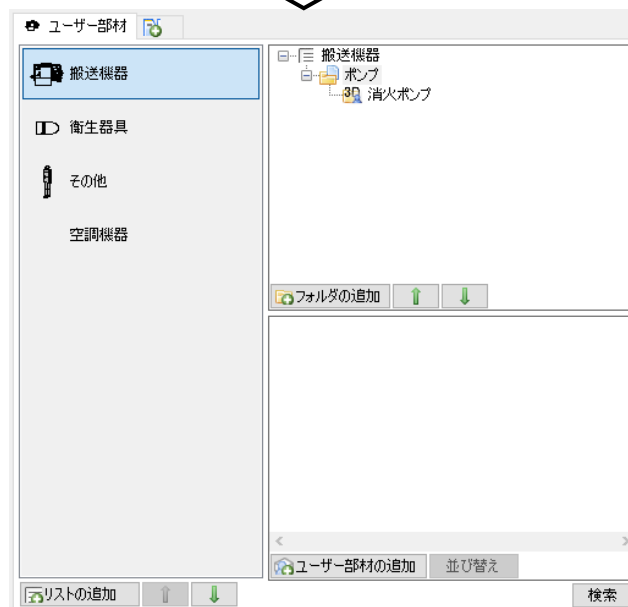 ユーザー部材
搬送機器
衛生器具
その他
空調機器
搬送機器
ポンプ
3D 消火ポンプ
フォルダの追加
ユーザー部材の追加 並び替え
リストの追加
検索